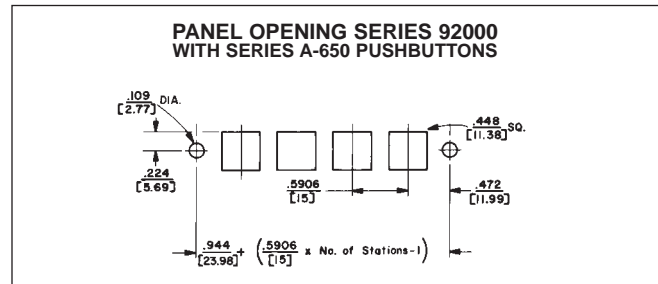 PANEL OPENING SERIES 92000
WITH SERIES A-650 PUSHBUTTONS
.109
[2.77] DIA.
.448
[11.38] SQ.
.224
[5.69]
.5906
[15]
.472
[11.99]
.944
[23.98] + ( .5906
[15] x No. of Stations-1 )